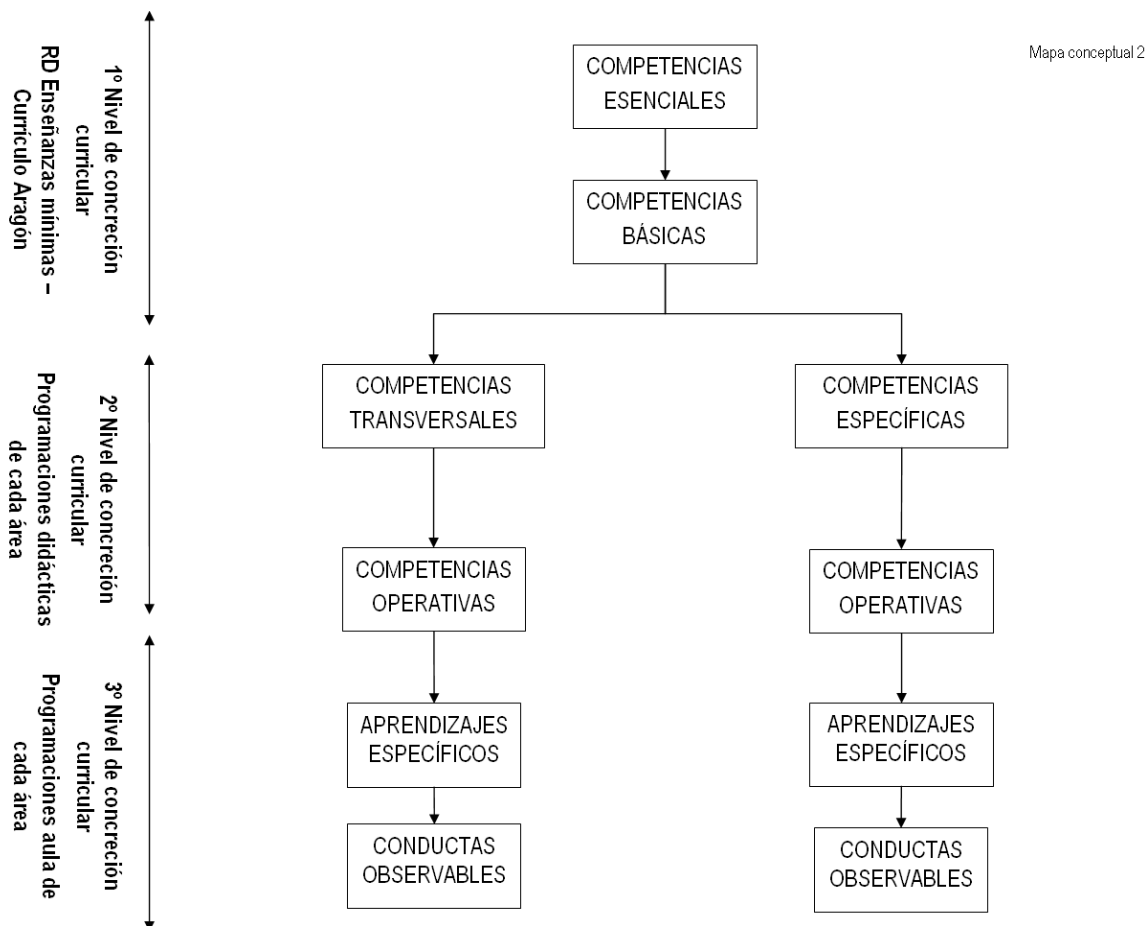 Mapa conceptual 2
1º Nivel de concreción
curricular
RD Enseñanzas mínimas –
Currículo Aragón
COMPETENCIAS
ESENCIALES
COMPETENCIAS
BÁSICAS
2º Nivel de concreción
curricular
Programaciones didácticas
de cada área
COMPETENCIAS
TRANSVERSALES
COMPETENCIAS
ESPECÍFICAS
COMPETENCIAS
OPERATIVAS
COMPETENCIAS
OPERATIVAS
3º Nivel de concreción
curricular
Programaciones aula de
cada área
APRENDIZAJES
ESPECÍFICOS
APRENDIZAJES
ESPECÍFICOS
CONDUCTAS
OBSERVABLES
CONDUCTAS
OBSERVABLES